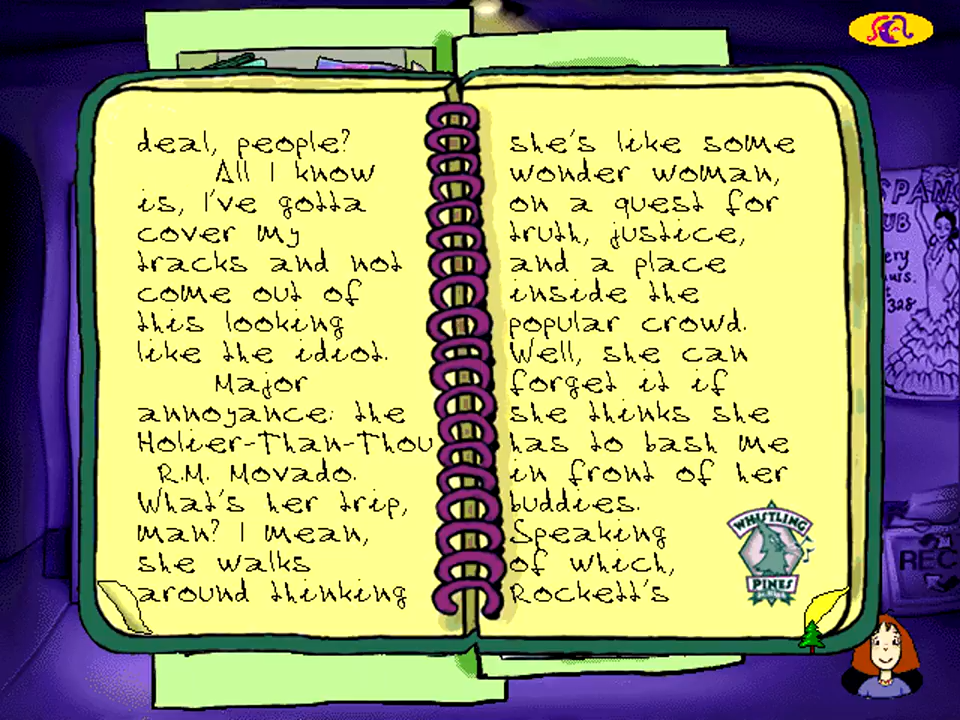 deal, people?
All I know
is, I've gotta
cover my
tracks and not
come out of
this looking
like the idiot.
Major
annoyance: the
Holier-Than-Thou
R.M. Movado.
What's her trip,
man? I mean,
she walks
around thinking
she's like some
wonder woman,
on a quest for
truth, justice,
and a place
inside the
popular crowd.
Well, she can
forget it if
she thinks she
has to bash me
in front of her
buddies.
Speaking
of which,
Rockett's
WHISTLING
PINES
328
REC